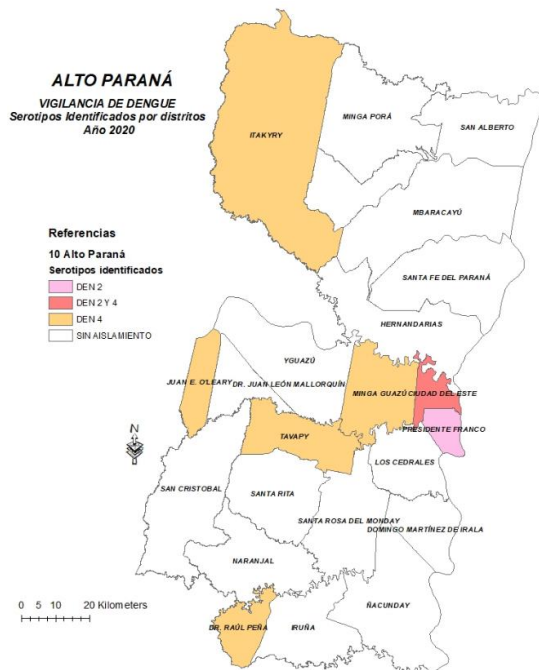 ALTO PARANÁ
VIGILANCIA DE DENGUE
Serotipos Identificados por distritos
Año 2020
ITAKYRY
MINGA PORÁ
SAN ALBERTO
MBARACAYÚ
Referencias
10 Alto Paraná
Serotipos identificados
DEN 2
DEN 2 Y 4
DEN 4
SIN AISLAMIENTO
SANTA FE DEL PARANÁ
HERNANDARIAS
YGUAZÚ
JUAN E. O'LEARY
DR. JUAN LEÓN MALLORQUÍN
MINGA GUAZÚ
CIUDAD DEL ESTE
PRESIDENTE FRANCO
TAVAPY
N
LOS CEDRALES
SAN CRISTOBAL
SANTA RITA
SANTA ROSA DEL MONDAY
DOMINGO MARTÍNEZ DE IRALA
NARANJAL
ÑACUNDAY
DR. RAÚL PEÑA
IRUÑA
0 5 10 20 Kilometers